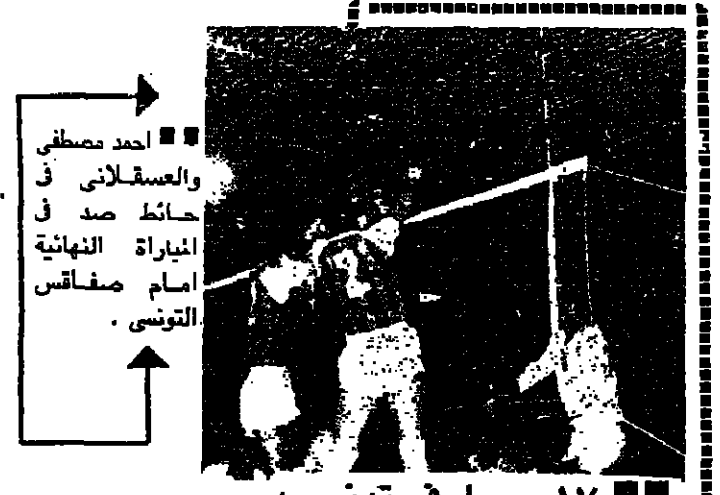 ■■ احمد مصطفى
والعسقلانى فى
حائط صد فى
المباراة النهائية
امام صفاقس
التونسى .